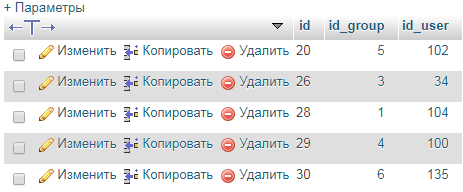 + Параметры
←T→ id id_group id_user
Изменить Копировать Удалить 20 5 102
Изменить Копировать Удалить 26 3 34
Изменить Копировать Удалить 28 1 104
Изменить Копировать Удалить 29 4 100
Изменить Копировать Удалить 30 6 135